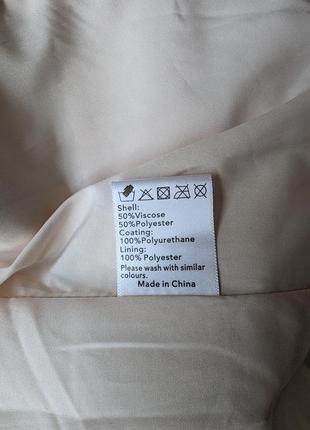 Shell:
50%Viscose
50%Polyester
Coating:
100%Polyurethane
Lining:
100% Polyester
Please wash with similar
colours.
Made in China